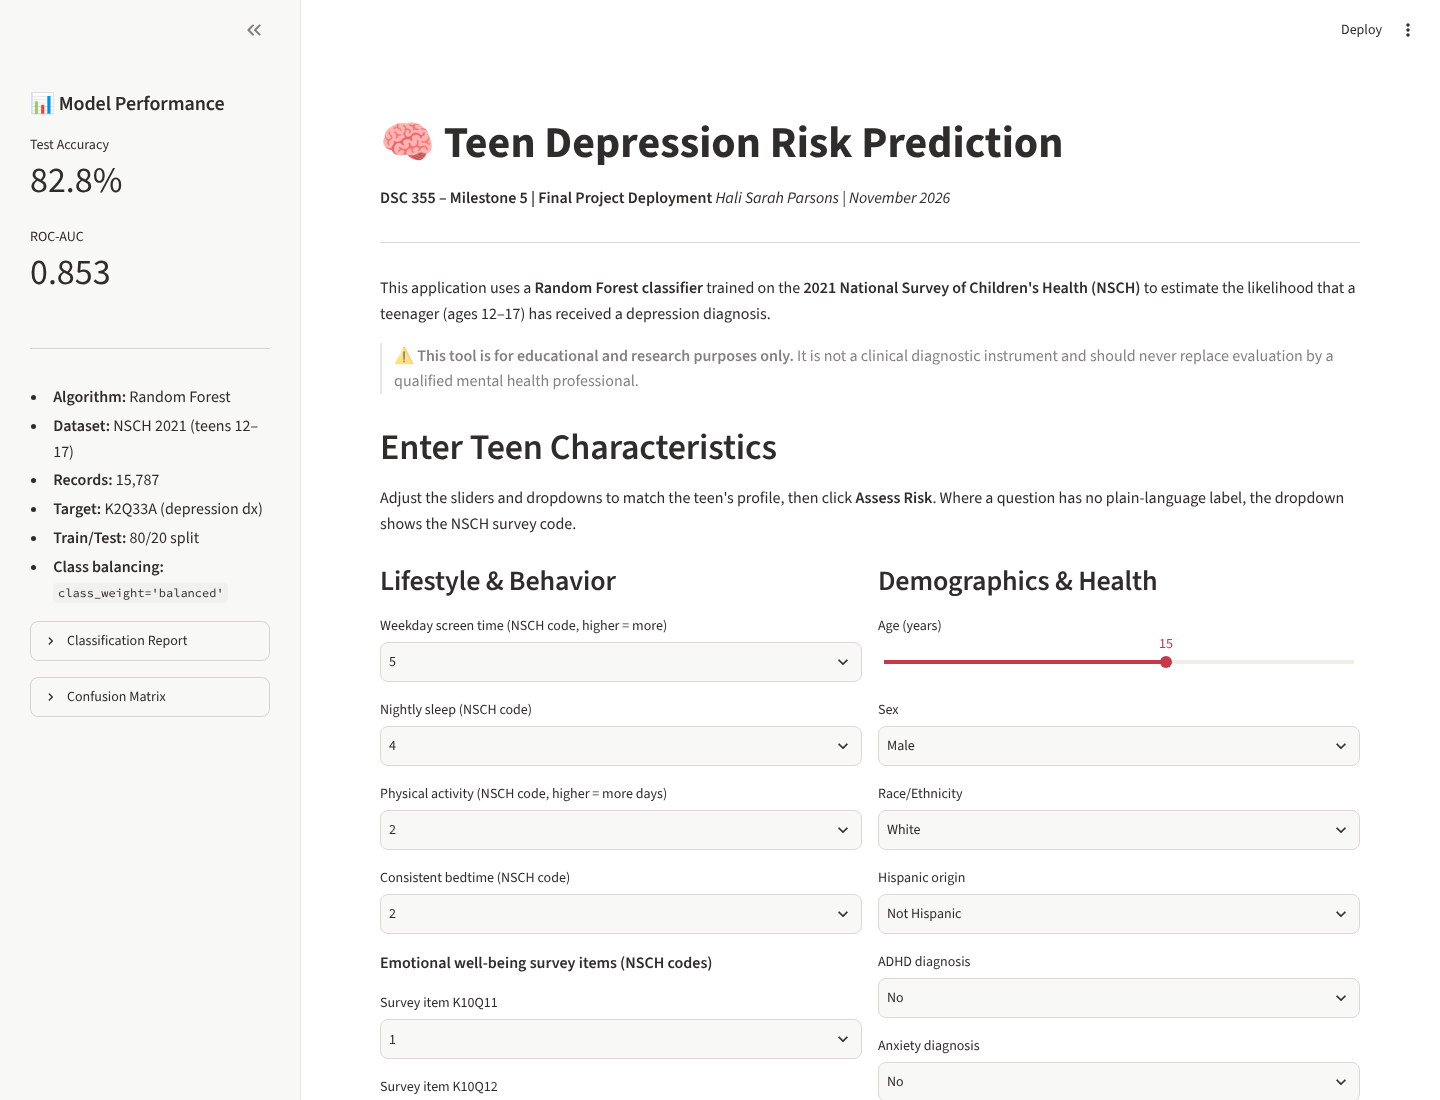 Deploy
📊 Model Performance
Test Accuracy
82.8%
ROC-AUC
0.853
Algorithm: Random Forest
Dataset: NSCH 2021 (teens 12–
17)
Records: 15,787
Target: K2Q33A (depression dx)
Train/Test: 80/20 split
Class balancing:
class_weight='balanced'
Classification Report
Confusion Matrix
🧠 Teen Depression Risk Prediction
DSC 355 – Milestone 5 | Final Project Deployment Hali Sarah Parsons | November 2026
This application uses a Random Forest classifier trained on the 2021 National Survey of Children's Health (NSCH) to estimate the likelihood that a
teenager (ages 12–17) has received a depression diagnosis.
⚠️ This tool is for educational and research purposes only. It is not a clinical diagnostic instrument and should never replace evaluation by a
qualified mental health professional.
Enter Teen Characteristics
Adjust the sliders and dropdowns to match the teen's profile, then click Assess Risk. Where a question has no plain-language label, the dropdown
shows the NSCH survey code.
Lifestyle & Behavior
Weekday screen time (NSCH code, higher = more)
5
Nightly sleep (NSCH code)
4
Physical activity (NSCH code, higher = more days)
2
Consistent bedtime (NSCH code)
2
Emotional well-being survey items (NSCH codes)
Survey item K10Q11
1
Survey item K10Q12
Demographics & Health
Age (years)
15
Sex
Male
Race/Ethnicity
White
Hispanic origin
Not Hispanic
ADHD diagnosis
No
Anxiety diagnosis
No